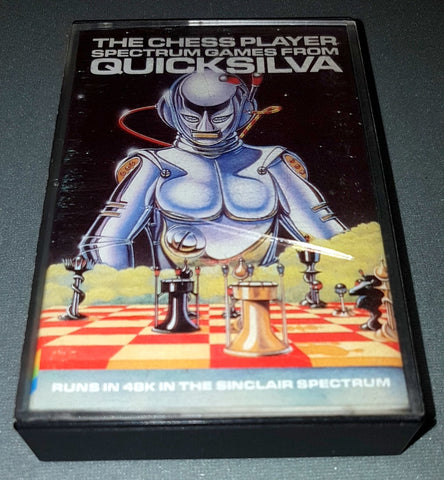 THE CHESS PLAYER
SPECTRUM GAMES FROM
QUICKSILVA
RUNS IN 48K IN THE SINCLAIR SPECTRUM